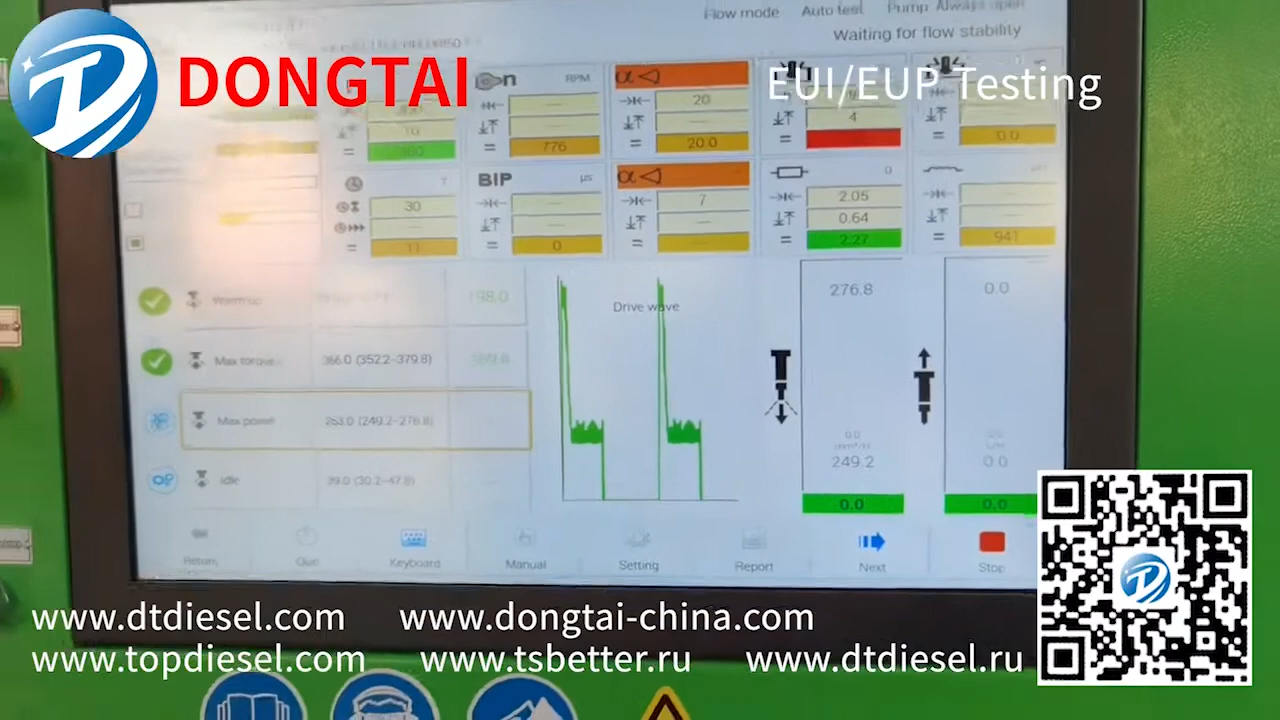 DONGTAI
EUI/EUP Testing
Flow mode Auto test Pump Always open
Waiting for flow stability
RPM
20
4
10
=
776
20.0
0.0
BIP
µs
30
7
2.05
0.64
11
0
2.27
941
Warm up
198.0
Drive wave
276.8
0.0
Max torque
366.0 (352.2-379.8)
Max power
263.0 (249.2-276.8)
0.0
249.2
0.0
Idle
39.0 (30.2-47.8)
0.0
0.0
Return
Keyboard
Manual
Setting
Report
Next
Stop
www.dtdiesel.com www.dongtai-china.com
www.topdiesel.com www.tsbetter.ru www.dtdiesel.ru